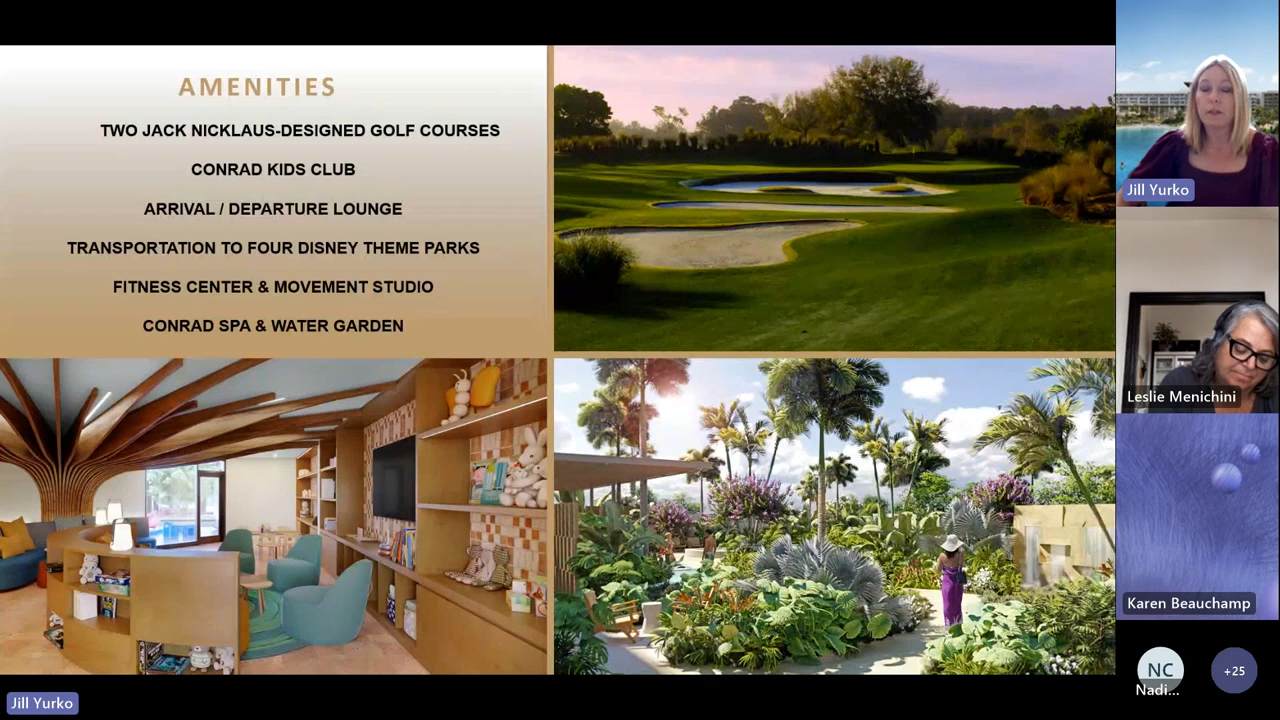 AMENITIES
TWO JACK NICKLAUS-DESIGNED GOLF COURSES
CONRAD KIDS CLUB
ARRIVAL / DEPARTURE LOUNGE
TRANSPORTATION TO FOUR DISNEY THEME PARKS
FITNESS CENTER & MOVEMENT STUDIO
CONRAD SPA & WATER GARDEN
Jill Yurko
Leslie Menichini
Karen Beauchamp
NC
Nadi...
+25
Jill Yurko